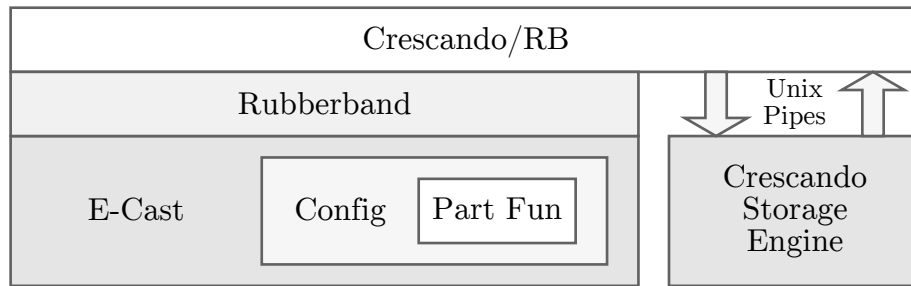 Crescando/RB
Rubberband
Unix
Pipes
E-Cast
Config
Part Fun
Crescando
Storage
Engine